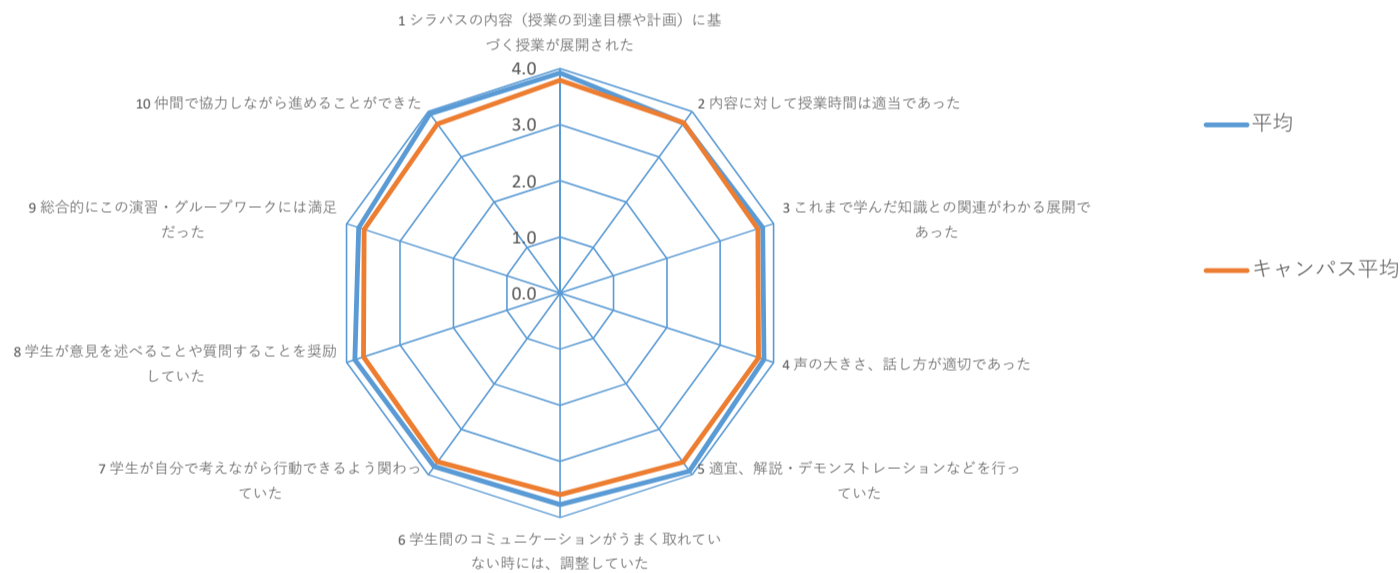 1 シラバスの内容（授業の到達目標や計画）に基
づく授業が展開された
4.0
3.0
2.0
1.0
0.0
2 内容に対して授業時間は適当であった
3 これまで学んだ知識との関連がわかる展開で
あった
4 声の大きさ、話し方が適切であった
5 適宜、解説・デモンストレーションなどを行っ
ていた
6 学生間のコミュニケーションがうまく取れてい
ない時には、調整していた
7 学生が自分で考えながら行動できるよう関わっ
ていた
8 学生が意見を述べることや質問することを奨励
していた
9 総合的にこの演習・グループワークには満足
だった
10 仲間で協力しながら進めることができた
平均
キャンパス平均